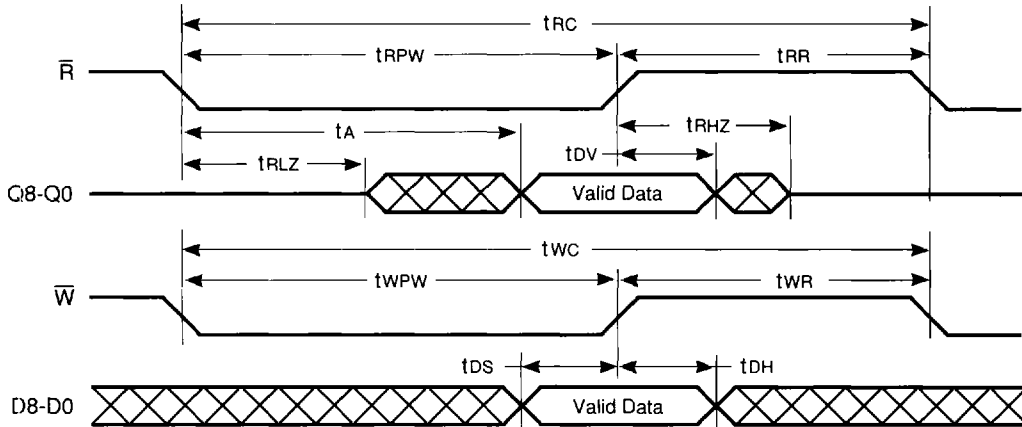 tRC
tRPW tRR
R̅
tA tRHZ
tRLZ tDV
Q8-Q0 Valid Data
tWC
tWPW tWR
W̅
tDS tDH
D8-D0 Valid Data